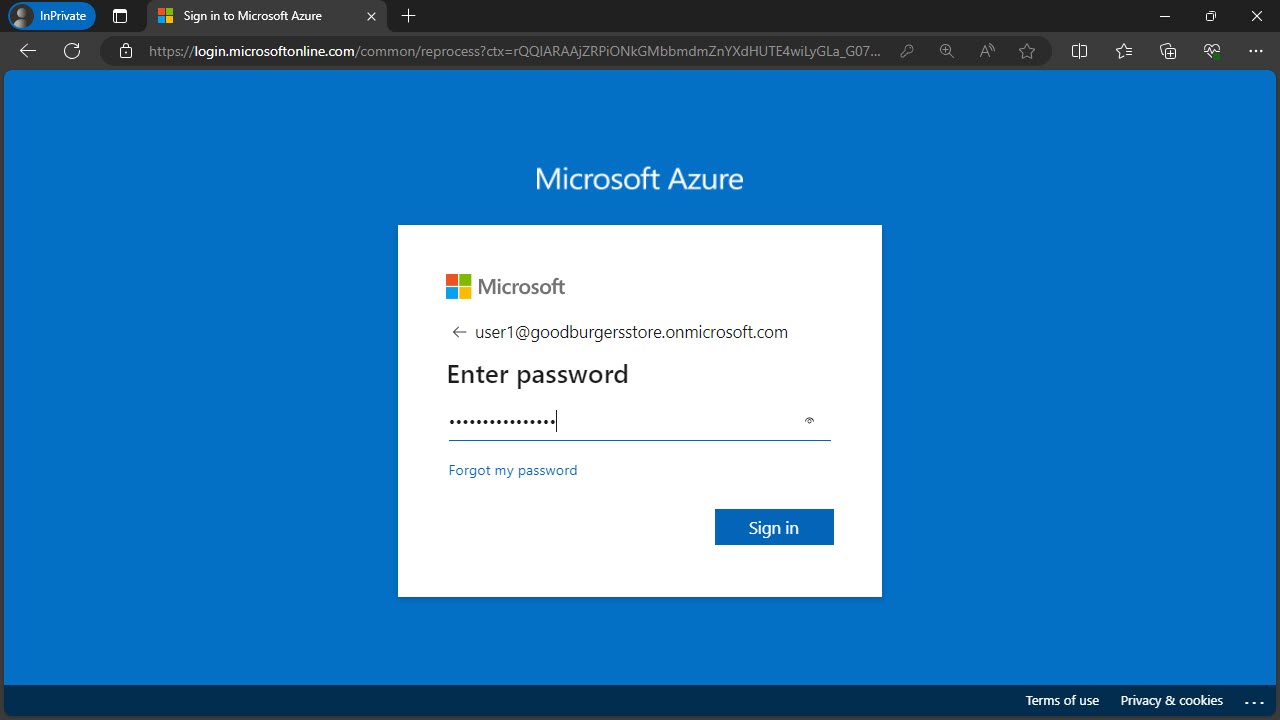 InPrivate
Sign in to Microsoft Azure
https://login.microsoftonline.com/common/reprocess?ctx=rQQIARAAjZRPiONkGMbbmdmZnYXdHUTE4wiLyGLa_G07...
Microsoft Azure
Microsoft
user1@goodburgersstore.onmicrosoft.com
Enter password
••••••••••••••••
Forgot my password
Sign in
Terms of use Privacy & cookies ...